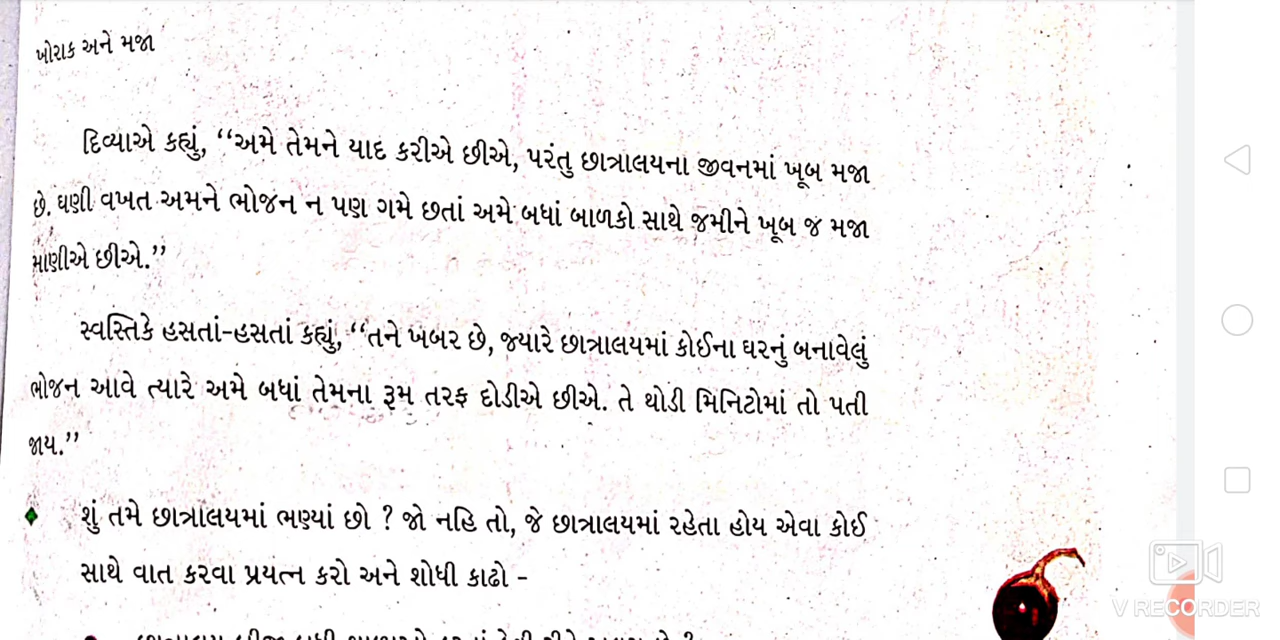 ખોરાક અને મજા
દિવ્યાએ કહ્યું, “અમે તેમને યાદ કરીએ છીએ, પરંતુ છાત્રાલયના જીવનમાં ખૂબ મજા
છે. ઘણી વખત અમને ભોજન ન પણ ગમે છતાં અમે બધાં બાળકો સાથે જમીને ખૂબ જ મજા
માણીએ છીએ.”
સ્વસ્તિકે હસતાં-હસતાં કહ્યું, “તને ખબર છે, જ્યારે છાત્રાલયમાં કોઈના ઘરનું બનાવેલું
ભોજન આવે ત્યારે અમે બધાં તેમના રૂમ તરફ દોડીએ છીએ. તે થોડી મિનિટોમાં તો પતી
જાય.”
શું તમે છાત્રાલયમાં ભણ્યાં છો ? જો નહિ તો, જે છાત્રાલયમાં રહેતા હોય એવા કોઈ
સાથે વાત કરવા પ્રયત્ન કરો અને શોધી કાઢો -
V RECORDER